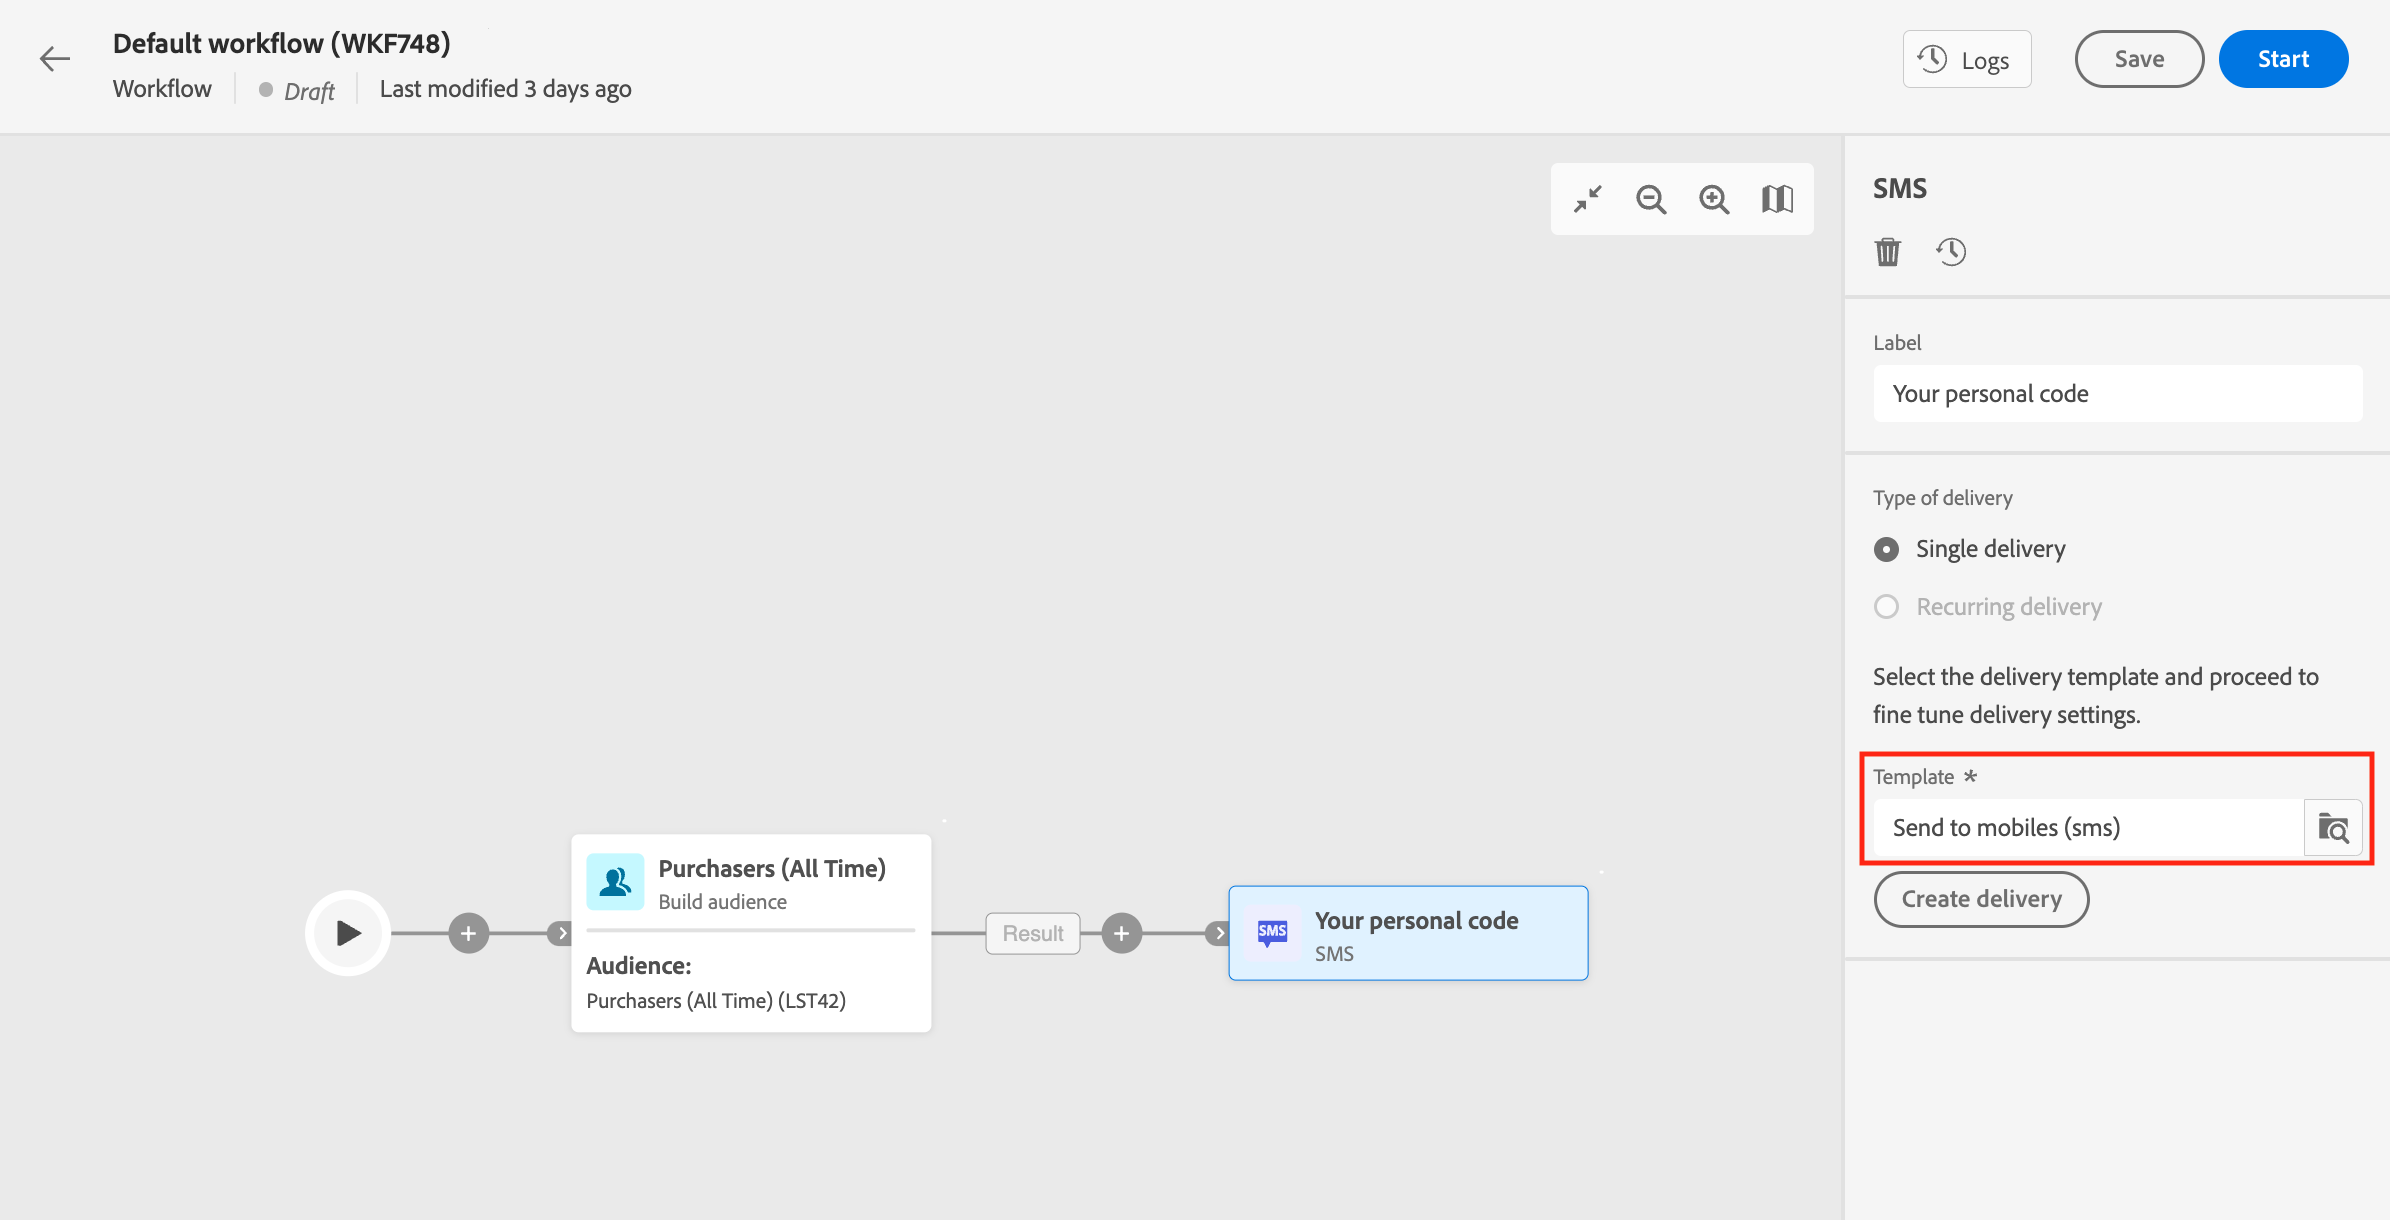 Default workflow (WKF748)
Workflow
Draft
Last modified 3 days ago
Logs
Save
Start
SMS
Label
Your personal code
Type of delivery
Single delivery
Recurring delivery
Select the delivery template and proceed to
fine tune delivery settings.
Template *
Send to mobiles (sms)
Create delivery
Purchasers (All Time)
Build audience
Audience:
Purchasers (All Time) (LST42)
Result
SMS
Your personal code
SMS